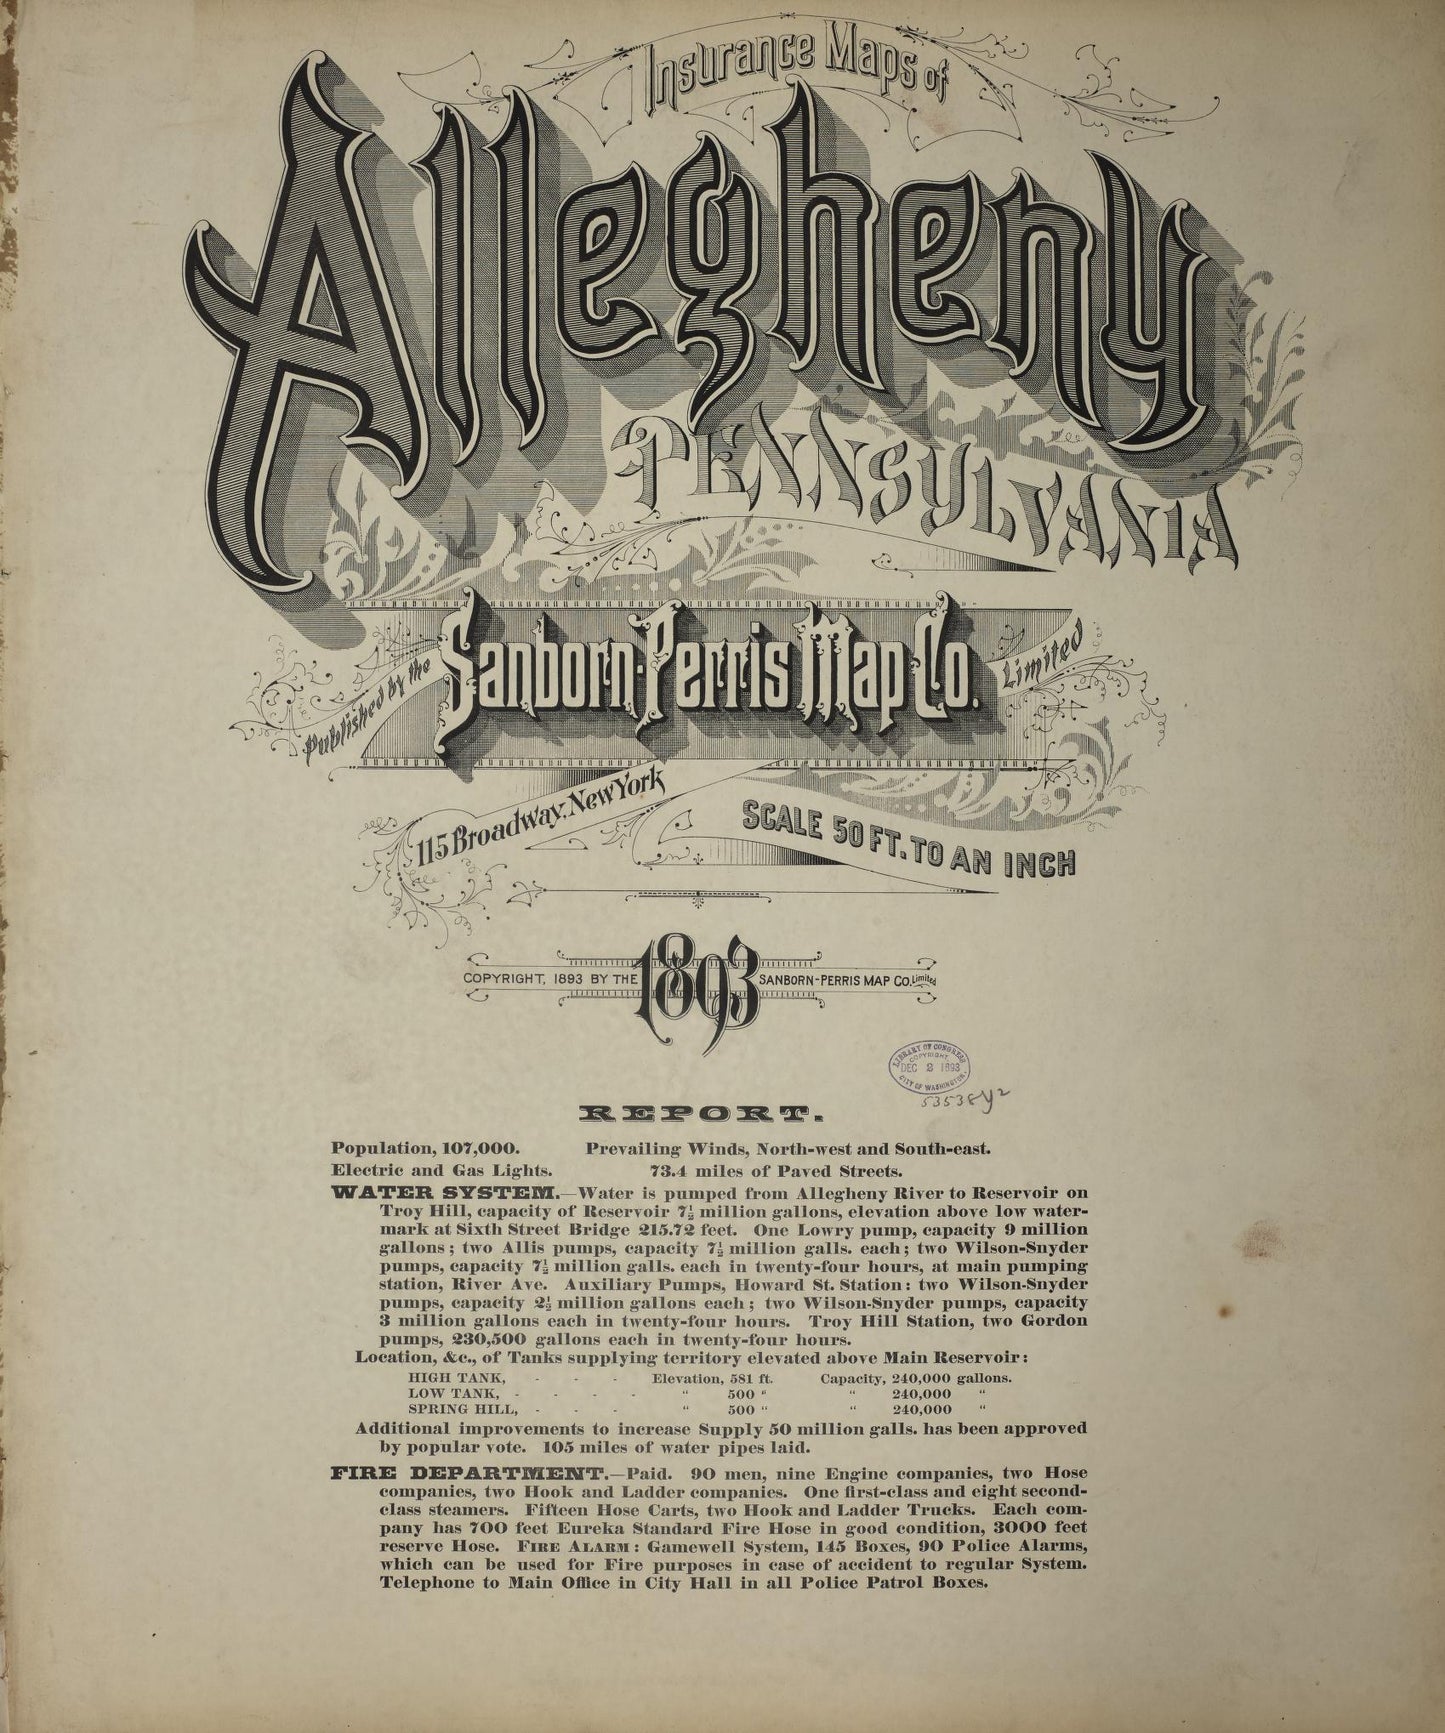 Insurance Maps of
Allegheny
PENNSYLVANIA
Published by the
Sanborn-Perris Map Co.
Limited
115 Broadway, New York
SCALE 50 FT. TO AN INCH
COPYRIGHT, 1893 BY THE 1893 SANBORN-PERRIS MAP CO. Limited
LIBRARY OF CONGRESS
COPYRIGHT.
DEC 2 1893
CITY OF WASHINGTON.
53538y2
REPORT.
Population, 107,000. Prevailing Winds, North-west and South-east.
Electric and Gas Lights. 73.4 miles of Paved Streets.
WATER SYSTEM.—Water is pumped from Allegheny River to Reservoir on
Troy Hill, capacity of Reservoir 7½ million gallons, elevation above low water-
mark at Sixth Street Bridge 215.72 feet. One Lowry pump, capacity 9 million
gallons; two Allis pumps, capacity 7½ million galls. each; two Wilson-Snyder
pumps, capacity 7½ million galls. each in twenty-four hours, at main pumping
station, River Ave. Auxiliary Pumps, Howard St. Station: two Wilson-Snyder
pumps, capacity 2½ million gallons each; two Wilson-Snyder pumps, capacity
3 million gallons each in twenty-four hours. Troy Hill Station, two Gordon
pumps, 230,500 gallons each in twenty-four hours.
Location, &c., of Tanks supplying territory elevated above Main Reservoir:
HIGH TANK, - - - Elevation, 581 ft. Capacity, 240,000 gallons.
LOW TANK, - - - - " 500 " " 240,000 "
SPRING HILL, - - - " 500 " " 240,000 "
Additional improvements to increase Supply 50 million galls. has been approved
by popular vote. 105 miles of water pipes laid.
FIRE DEPARTMENT.—Paid. 90 men, nine Engine companies, two Hose
companies, two Hook and Ladder companies. One first-class and eight second-
class steamers. Fifteen Hose Carts, two Hook and Ladder Trucks. Each com-
pany has 700 feet Eureka Standard Fire Hose in good condition, 3000 feet
reserve Hose. FIRE ALARM: Gamewell System, 145 Boxes, 90 Police Alarms,
which can be used for Fire purposes in case of accident to regular System.
Telephone to Main Office in City Hall in all Police Patrol Boxes.